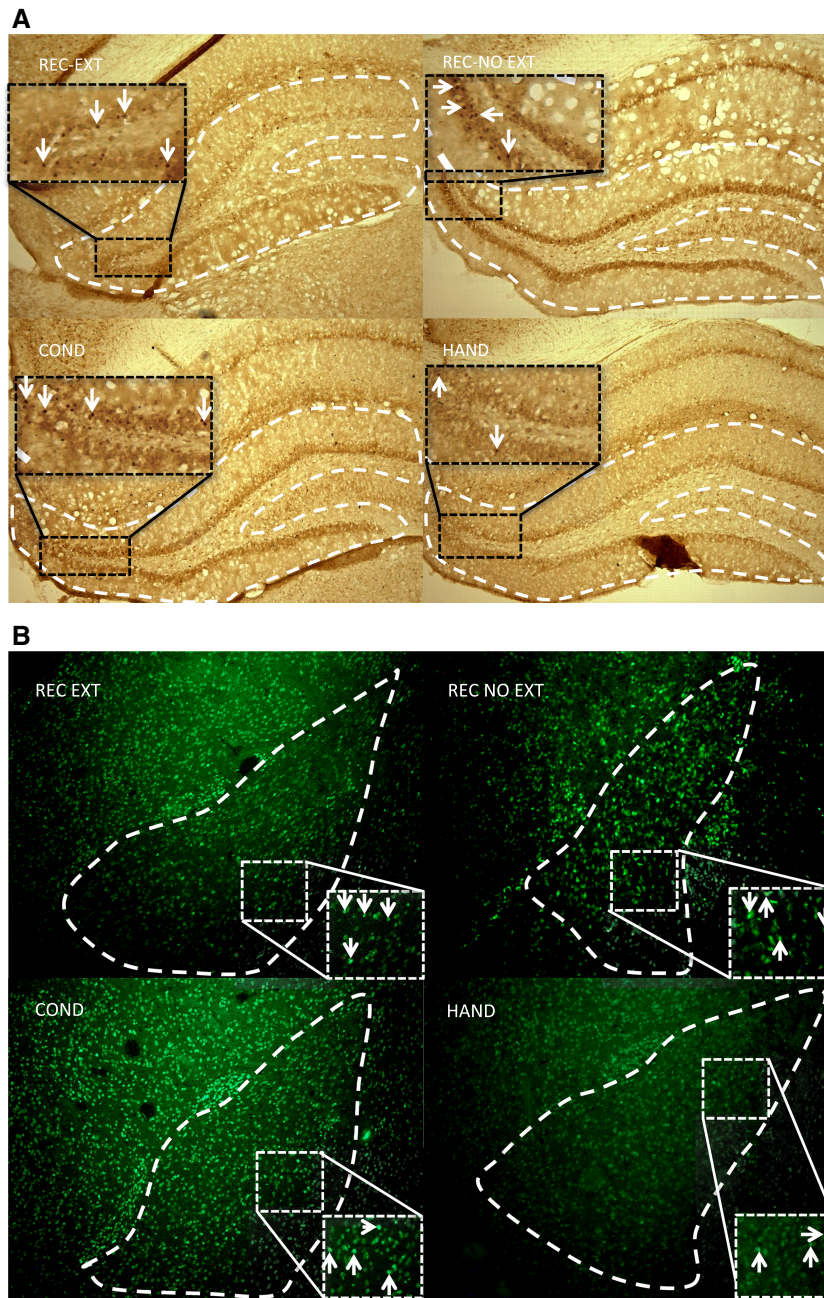 A
REC-EXT
REC-NO EXT
COND
HAND
B
REC EXT
REC NO EXT
COND
HAND